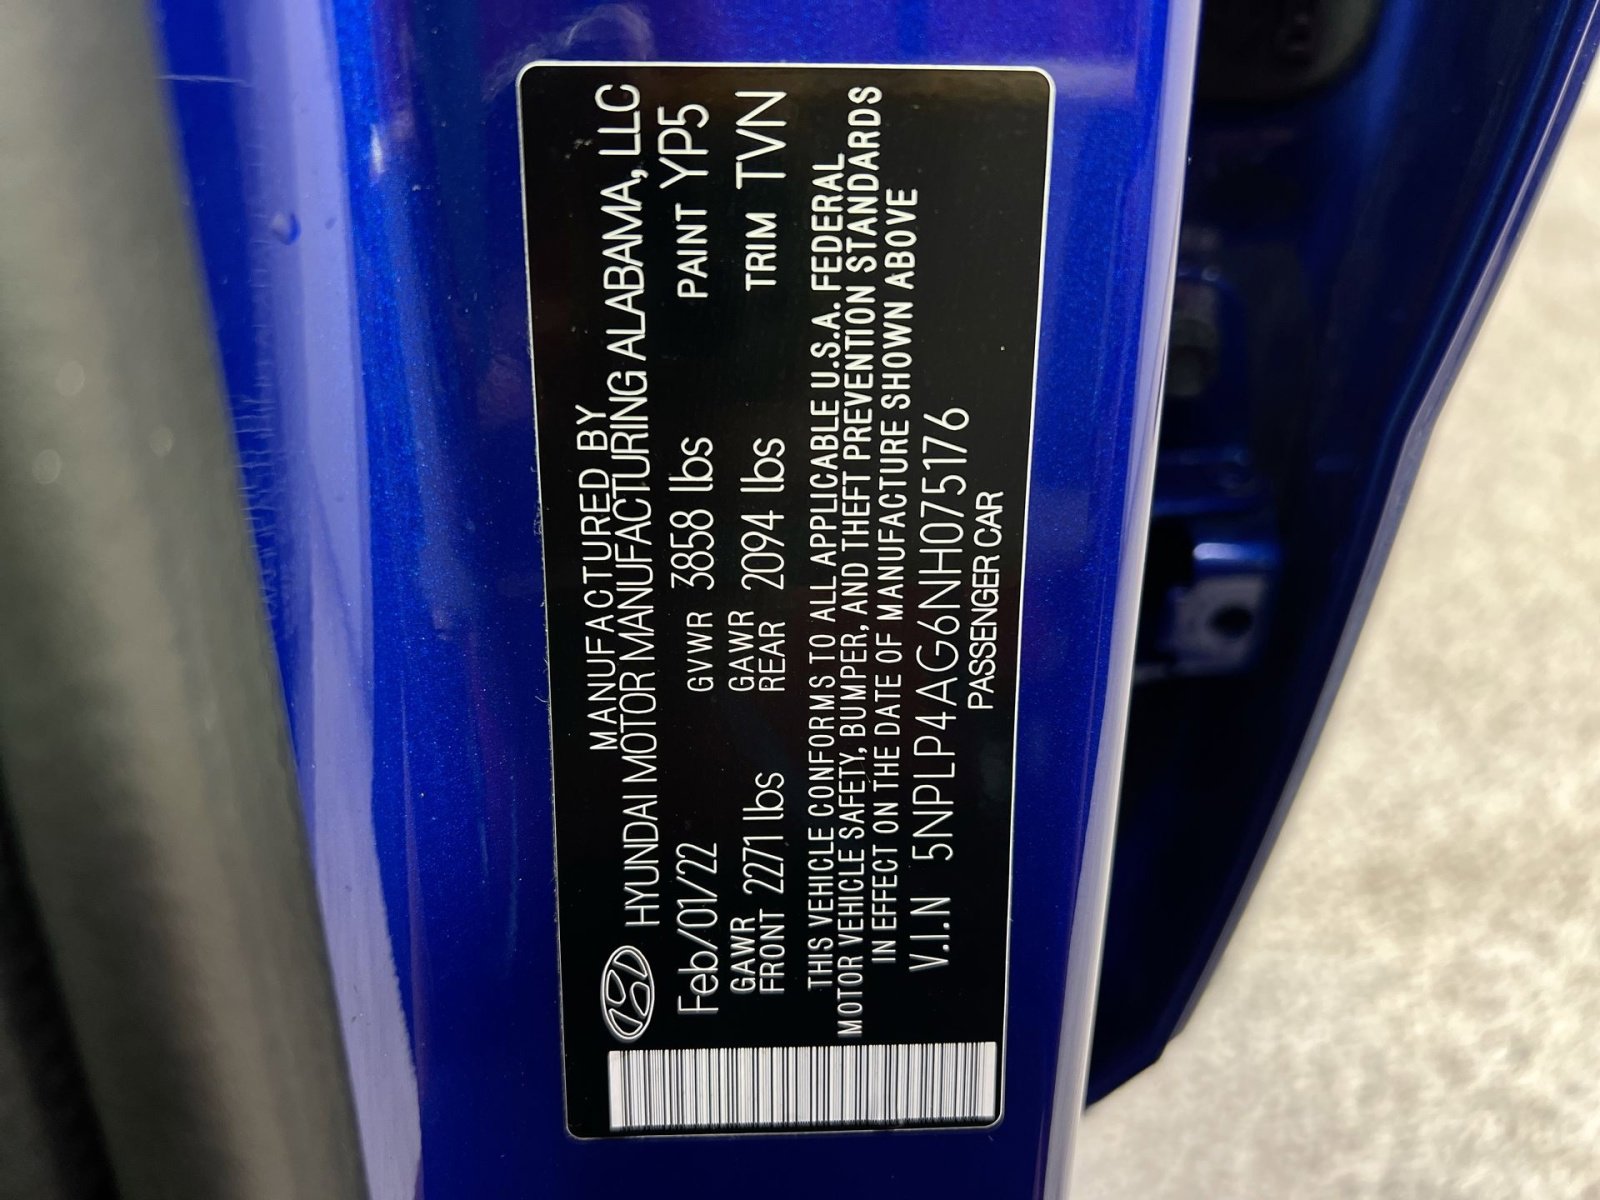 MANUFACTURED BY
HYUNDAI MOTOR MANUFACTURING ALABAMA, LLC
Feb/01/22 GVWR 3858 lbs PAINT YP5
GAWR FRONT 2271 lbs GAWR REAR 2094 lbs TRIM TVN
THIS VEHICLE CONFORMS TO ALL APPLICABLE U.S.A. FEDERAL
MOTOR VEHICLE SAFETY, BUMPER, AND THEFT PREVENTION STANDARDS
IN EFFECT ON THE DATE OF MANUFACTURE SHOWN ABOVE
V.I.N 5NPLP4AG6NH075176
PASSENGER CAR